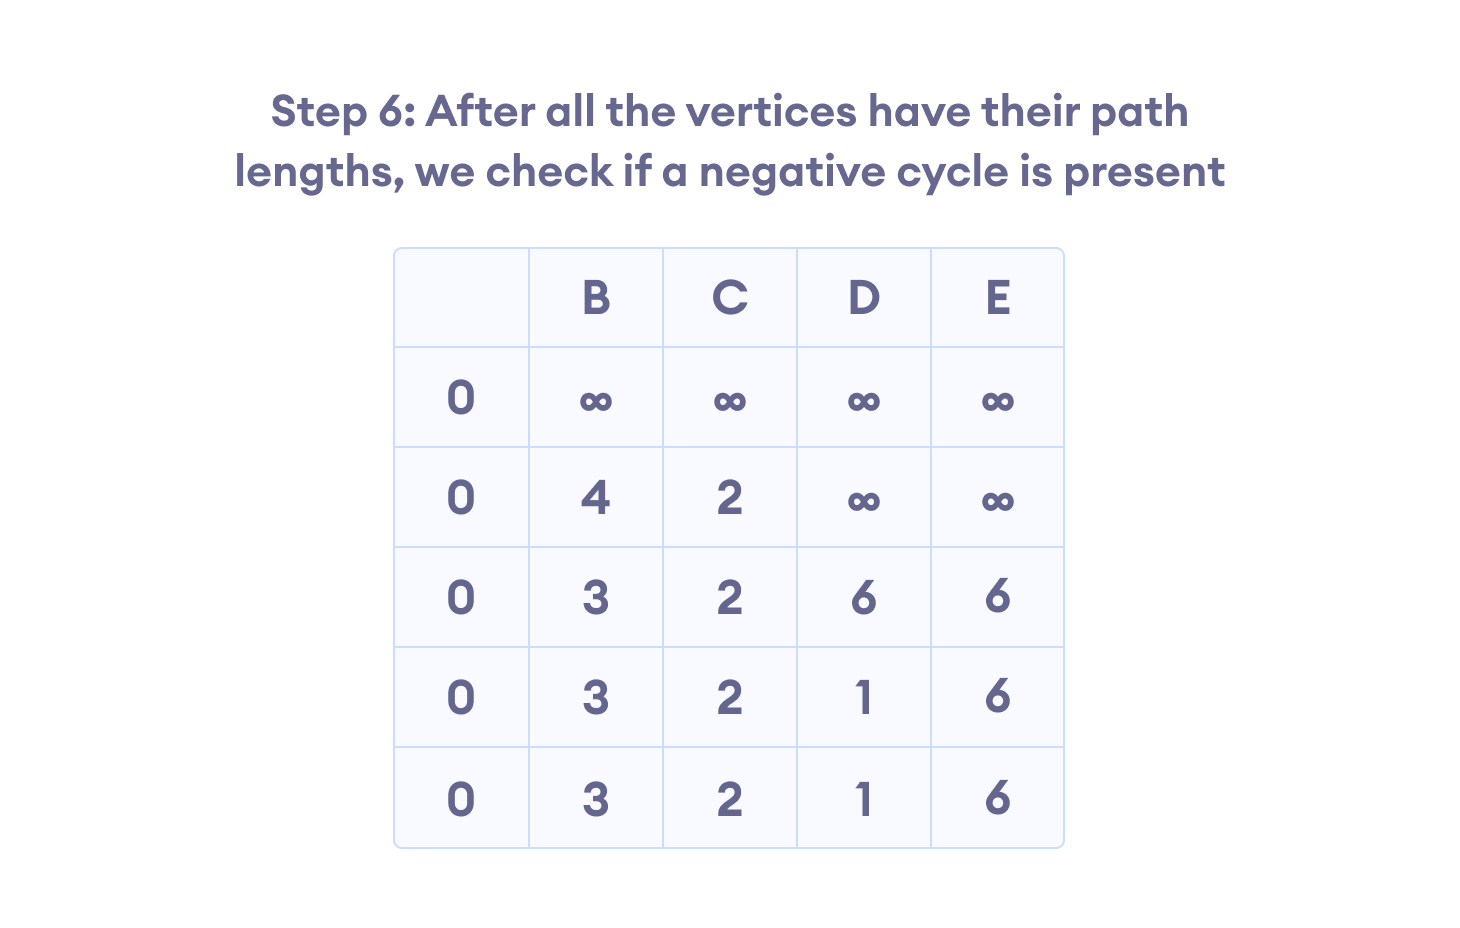 Step 6: After all the vertices have their path
lengths, we check if a negative cycle is present
B C D E
0 ∞ ∞ ∞ ∞
0 4 2 ∞ ∞
0 3 2 6 6
0 3 2 1 6
0 3 2 1 6